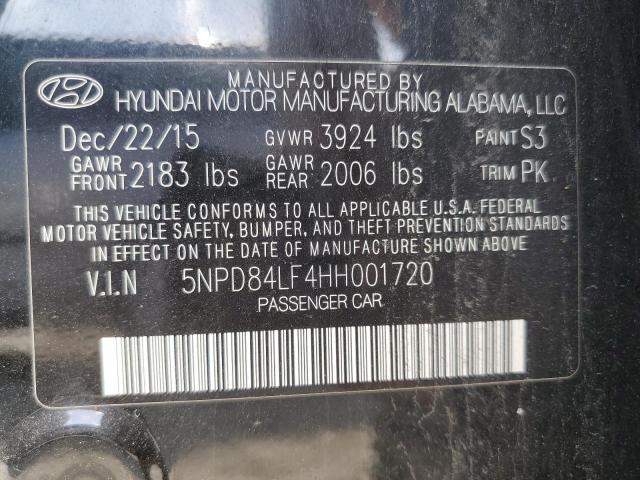 MANUFACTURED BY
HYUNDAI MOTOR MANUFACTURING ALABAMA, LLC
Dec/22/15 GVWR 3924 lbs PAINT S3
GAWR FRONT 2183 lbs GAWR REAR 2006 lbs TRIM PK
THIS VEHICLE CONFORMS TO ALL APPLICABLE U.S.A. FEDERAL
MOTOR VEHICLE SAFETY, BUMPER, AND THEFT PREVENTION STANDARDS
IN EFFECT ON THE DATE OF MANUFACTURE SHOWN ABOVE
V.I.N 5NPD84LF4HH001720
PASSENGER CAR